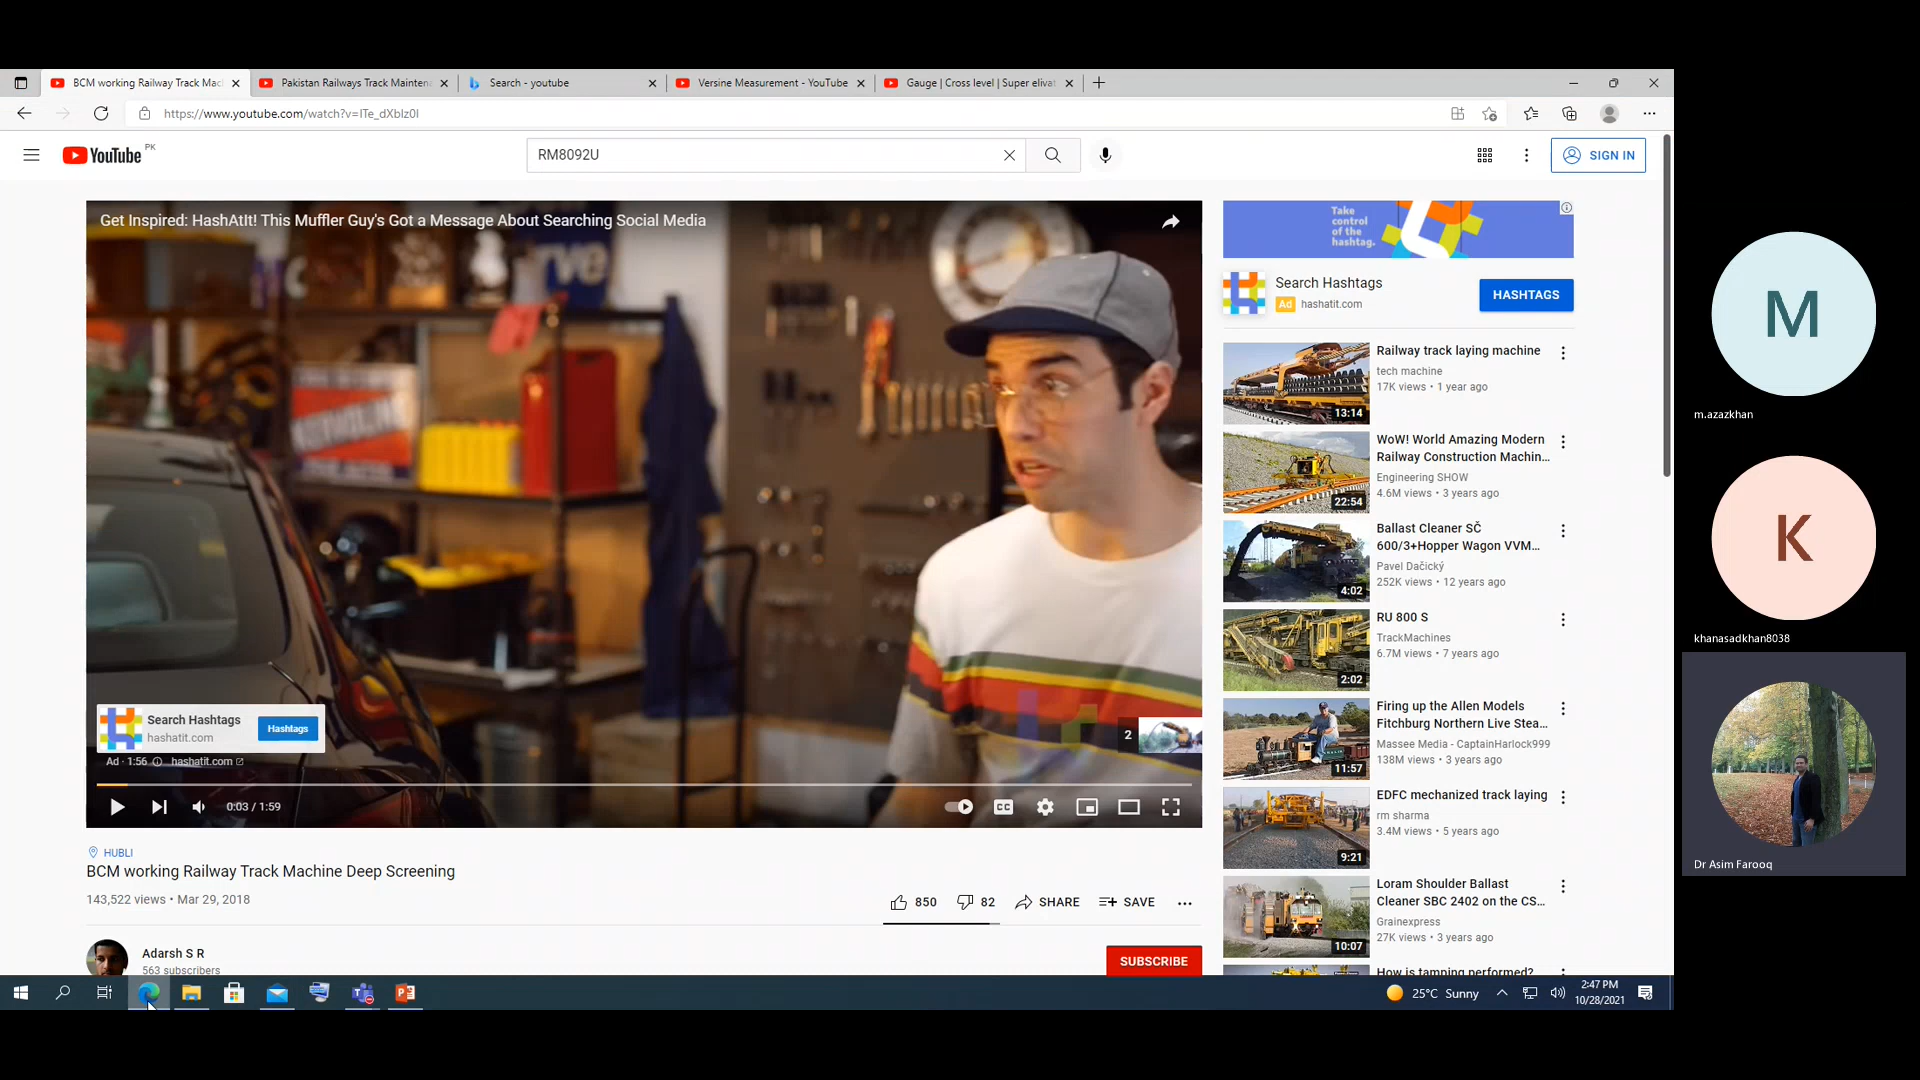 BCM working Railway Track Mac
Pakistan Railways Track Mainten
Search - youtube
Versine Measurement - YouTube
Gauge | Cross level | Super elivat
https://www.youtube.com/watch?v=ITe_dXblz0I
YouTube PK
RM8092U
SIGN IN
Get Inspired: HashAtIt! This Muffler Guy's Got a Message About Searching Social Media
Search Hashtags
hashatit.com
Hashtags
Ad · 1:56
hashatit.com
2
0:03 / 1:59
CC
HUBLI
BCM working Railway Track Machine Deep Screening
143,522 views • Mar 29, 2018
850
82
SHARE
SAVE
Adarsh S R
563 subscribers
SUBSCRIBE
Take
control
of the
hashtag.
Search Hashtags
Ad hashatit.com
HASHTAGS
Railway track laying machine
tech machine
17K views • 1 year ago
13:14
WoW! World Amazing Modern
Railway Construction Machin...
Engineering SHOW
4.6M views • 3 years ago
22:54
Ballast Cleaner SČ
600/3+Hopper Wagon VVM...
Pavel Dačický
252K views • 12 years ago
4:02
RU 800 S
TrackMachines
6.7M views • 7 years ago
2:02
Firing up the Allen Models
Fitchburg Northern Live Stea...
Massee Media - CaptainHarlock999
138M views • 3 years ago
11:57
EDFC mechanized track laying
rm sharma
3.4M views • 5 years ago
9:21
Loram Shoulder Ballast
Cleaner SBC 2402 on the CS...
Grainexpress
27K views • 3 years ago
10:07
How is tamping performed?
25°C Sunny
2:47 PM
10/28/2021
M
m.azazkhan
K
khanasadkhan8038
Dr Asim Farooq